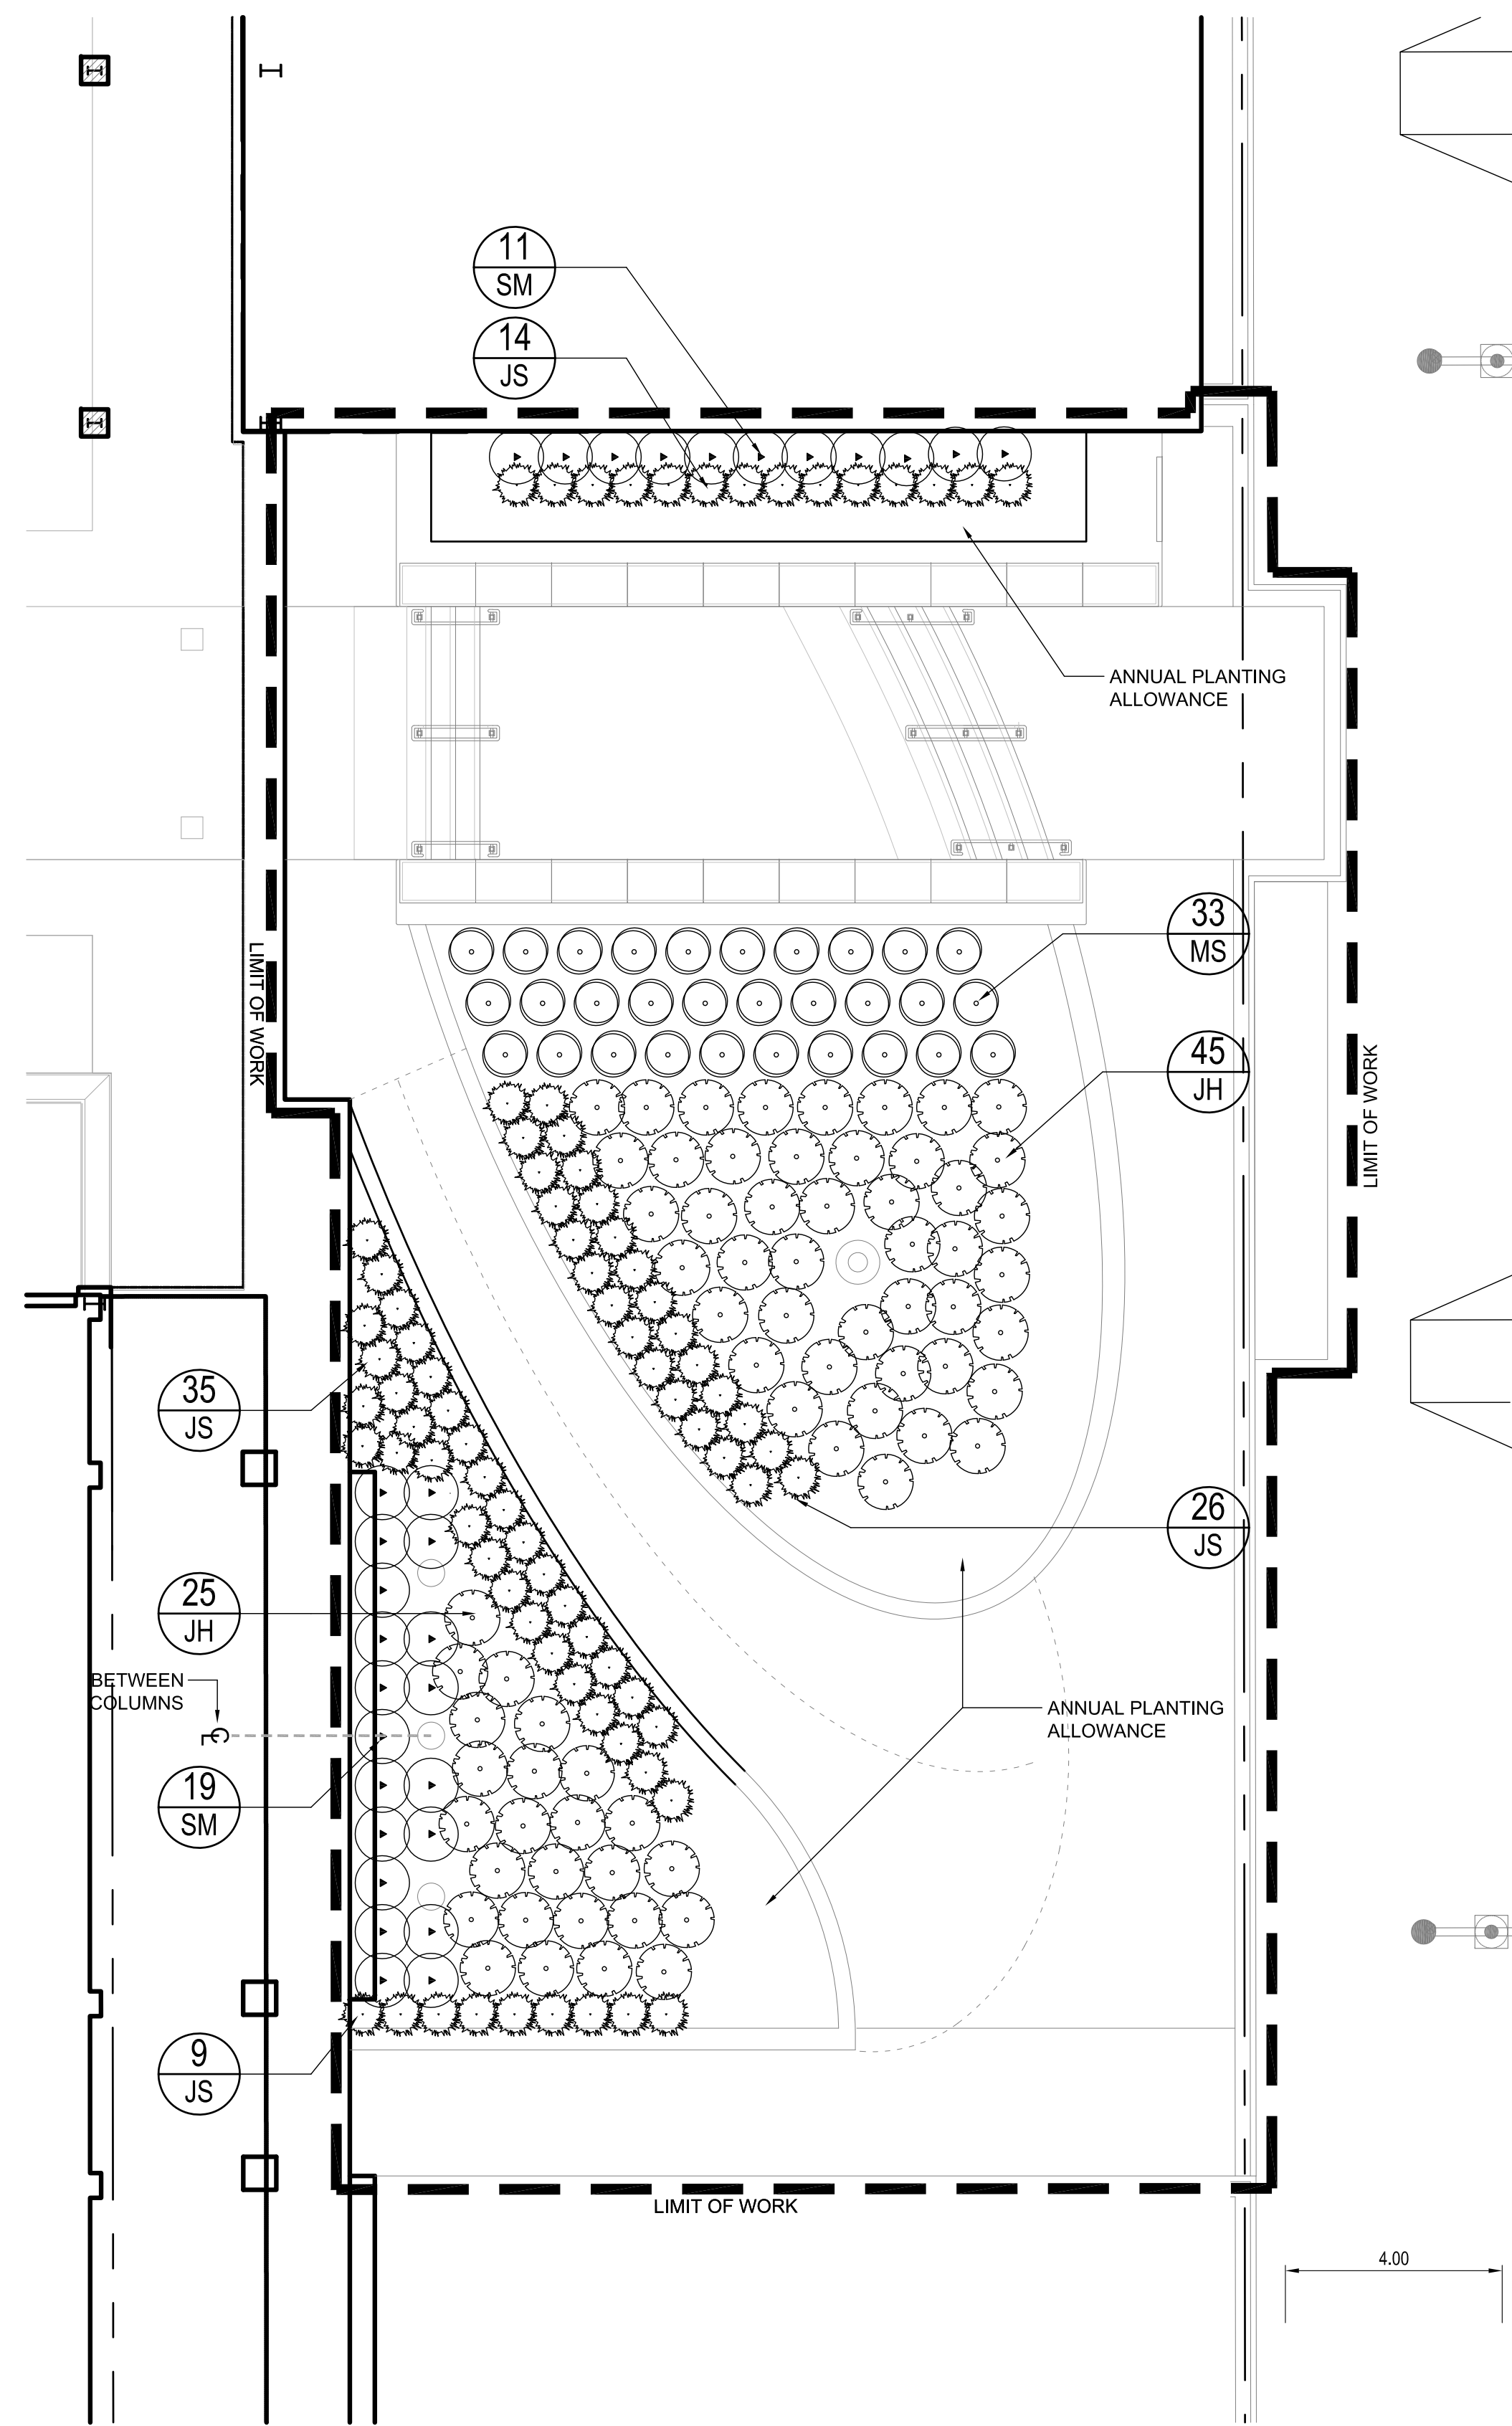 11
SM
14
JS
ANNUAL PLANTING
ALLOWANCE
33
MS
LIMIT OF WORK
45
JH
LIMIT OF WORK
35
JS
26
JS
25
JH
BETWEEN
COLUMNS
CL
ANNUAL PLANTING
ALLOWANCE
19
SM
9
JS
LIMIT OF WORK
4.00